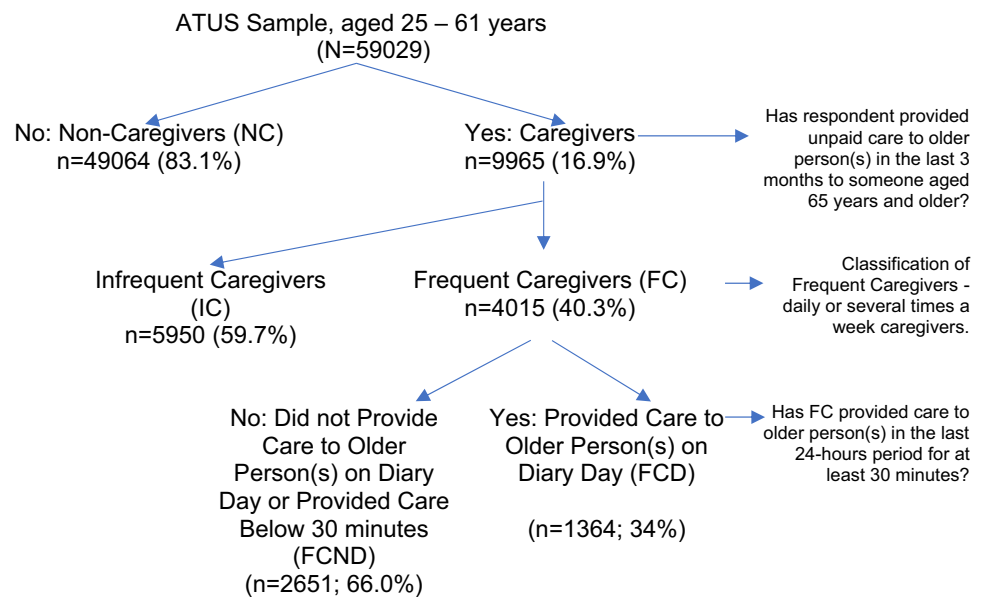 ATUS Sample, aged 25 – 61 years
(N=59029)
No: Non-Caregivers (NC)
n=49064 (83.1%)
Yes: Caregivers
n=9965 (16.9%)
Has respondent provided
unpaid care to older
person(s) in the last 3
months to someone aged
65 years and older?
Infrequent Caregivers
(IC)
n=5950 (59.7%)
Frequent Caregivers (FC)
n=4015 (40.3%)
Classification of
Frequent Caregivers -
daily or several times a
week caregivers.
No: Did not Provide
Care to Older
Person(s) on Diary
Day or Provided Care
Below 30 minutes
(FCND)
(n=2651; 66.0%)
Yes: Provided Care to
Older Person(s) on
Diary Day (FCD)
(n=1364; 34%)
Has FC provided care to
older person(s) in the last
24-hours period for at
least 30 minutes?